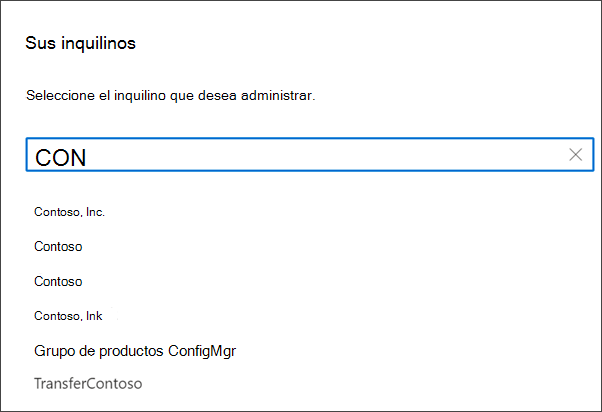 Sus inquilinos
Seleccione el inquilino que desea administrar.
CON
Contoso, Inc.
Contoso
Contoso
Contoso, Ink
Grupo de productos ConfigMgr
TransferContoso